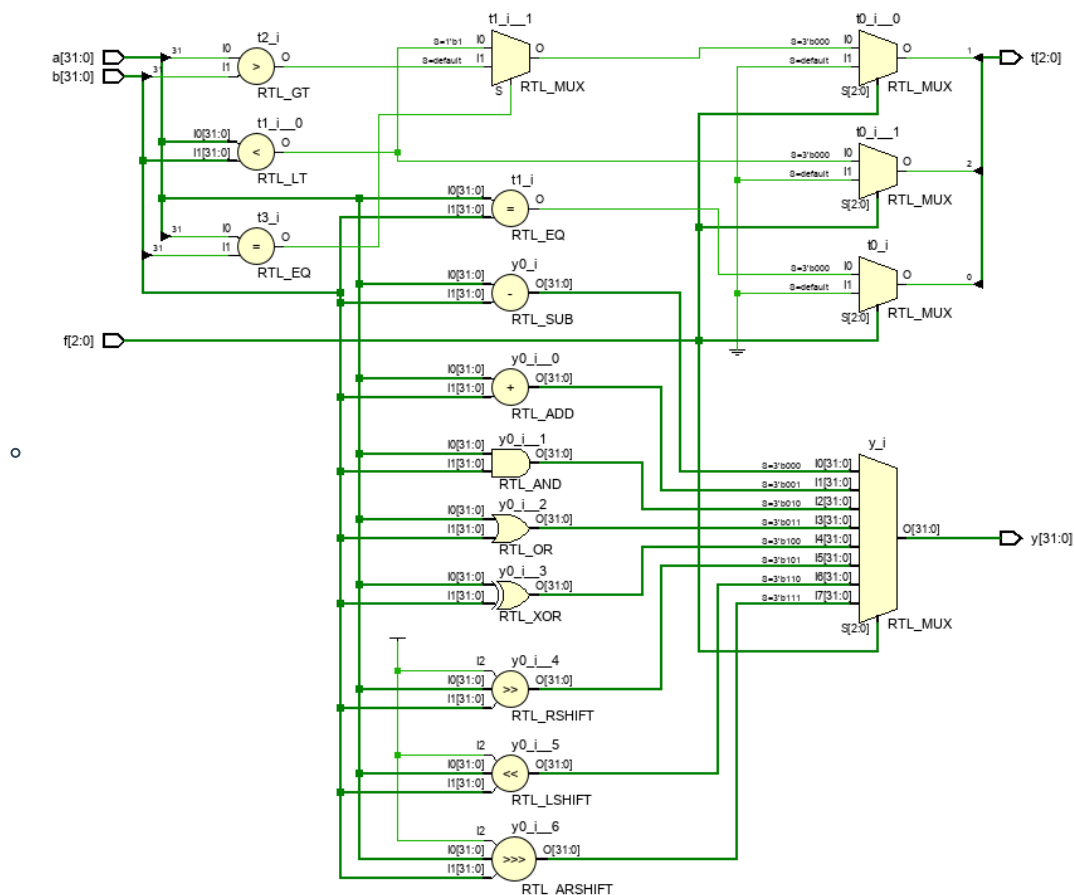 t1_i__1
t0_i__0
t2_i
a[31:0]
31
I0
O
S=1'b1
I0
O
S=3'b000
I0
O
1
t[2:0]
b[31:0]
31
I1
>
S=default
I1
S=default
I1
RTL_GT
S
RTL_MUX
S[2:0]
RTL_MUX
t1_i__0
t0_i__1
I0[31:0]
O
I1[31:0]
<
S=3'b000
I0
O
2
RTL_LT
t1_i
S=default
I1
I0[31:0]
O
S[2:0]
RTL_MUX
I1[31:0]
=
t3_i
RTL_EQ
t0_i
31
I0
O
31
I1
=
y0_i
S=3'b000
I0
O
0
RTL_EQ
I0[31:0]
O[31:0]
S=default
I1
I1[31:0]
-
RTL_SUB
S[2:0]
RTL_MUX
f[2:0]
y0_i__0
I0[31:0]
O[31:0]
I1[31:0]
+
RTL_ADD
y0_i__1
y_i
I0[31:0]
O[31:0]
I1[31:0]
RTL_AND
S=3'b000
I0[31:0]
S=3'b001
I1[31:0]
y0_i__2
S=3'b010
I2[31:0]
I0[31:0]
O[31:0]
S=3'b011
I3[31:0]
O[31:0]
y[31:0]
I1[31:0]
S=3'b100
I4[31:0]
RTL_OR
S=3'b101
I5[31:0]
y0_i__3
S=3'b110
I6[31:0]
I0[31:0]
O[31:0]
S=3'b111
I7[31:0]
I1[31:0]
RTL_XOR
S[2:0]
RTL_MUX
y0_i__4
I2
I0[31:0]
O[31:0]
I1[31:0]
>>
RTL_RSHIFT
y0_i__5
I2
I0[31:0]
O[31:0]
I1[31:0]
<<
RTL_LSHIFT
y0_i__6
I2
I0[31:0]
O[31:0]
I1[31:0]
>>>
RTL_ARSHIFT